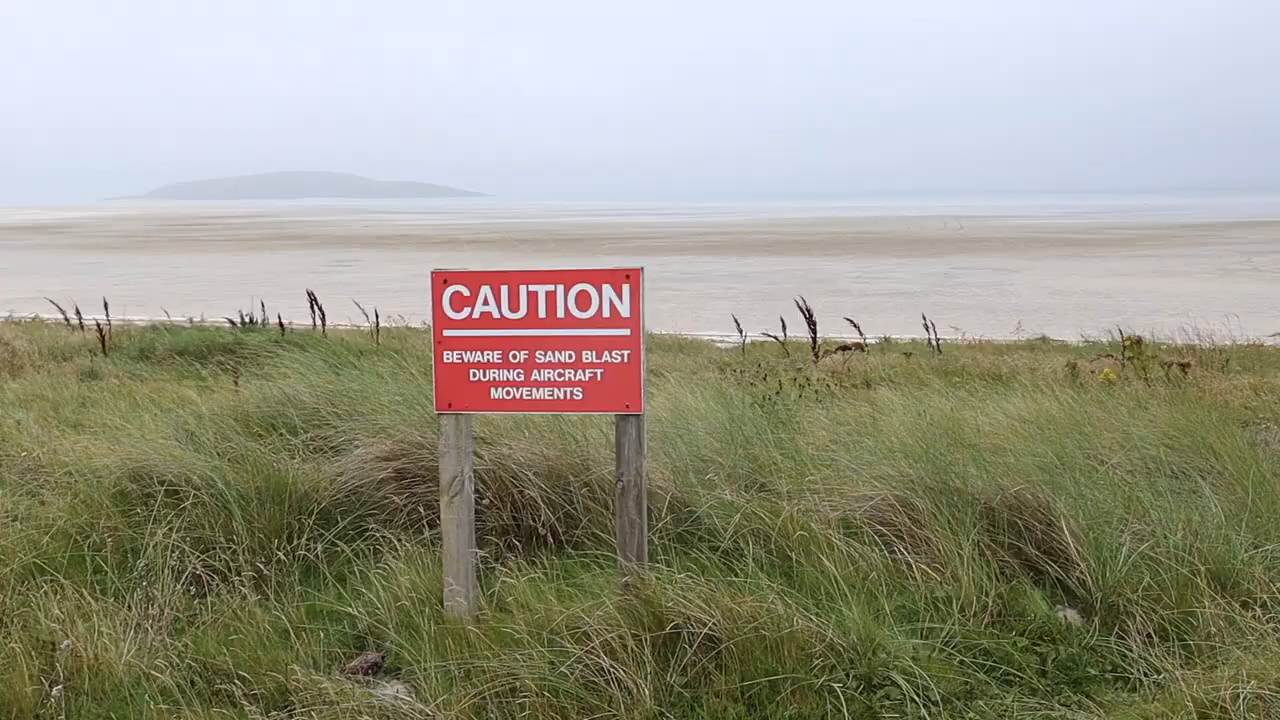 CAUTION
BEWARE OF SAND BLAST
DURING AIRCRAFT
MOVEMENTS